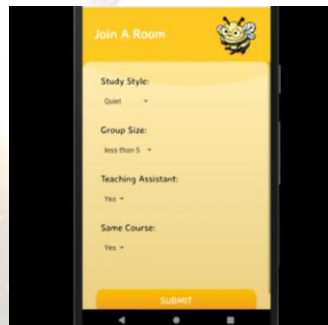 Join A Room
Study Style:
Quiet
Group Size:
less than 5
Teaching Assistant:
Yes
Same Course:
Yes
SUBMIT